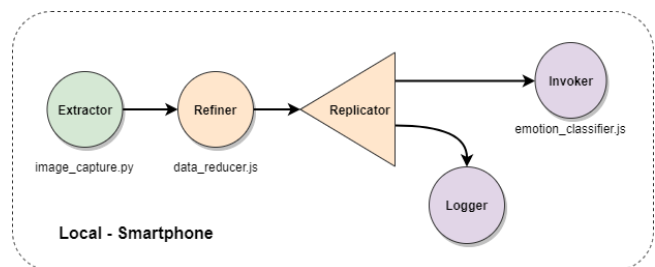 Extractor
image_capture.py
Refiner
data_reducer.js
Replicator
Invoker
emotion_classifier.js
Logger
Local - Smartphone